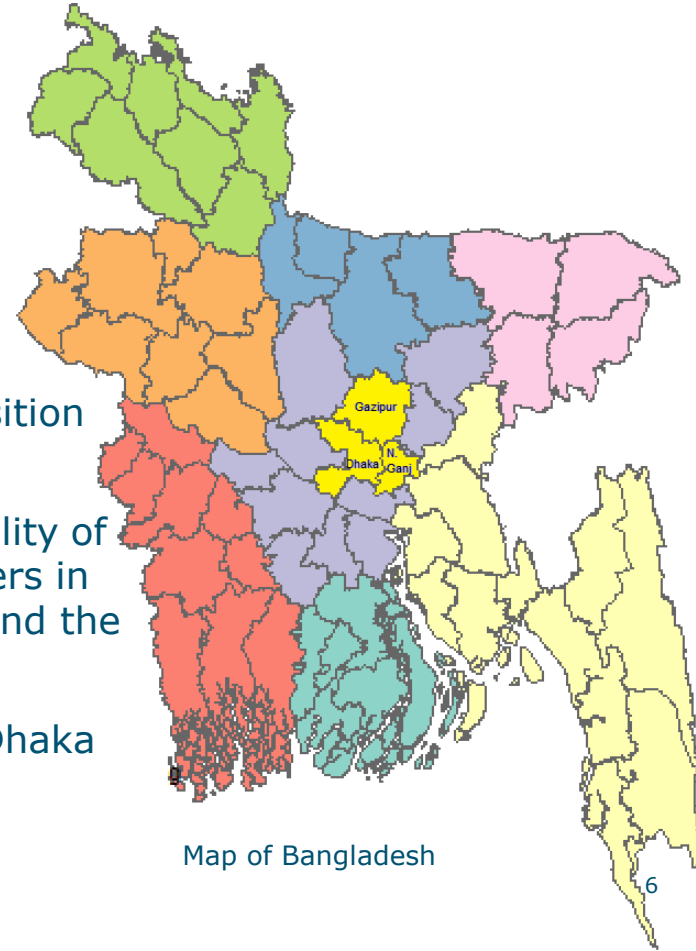 Gazipur
sition
N.
Dhaka Ganj
lity of
ers in
nd the
Dhaka
Map of Bangladesh
6